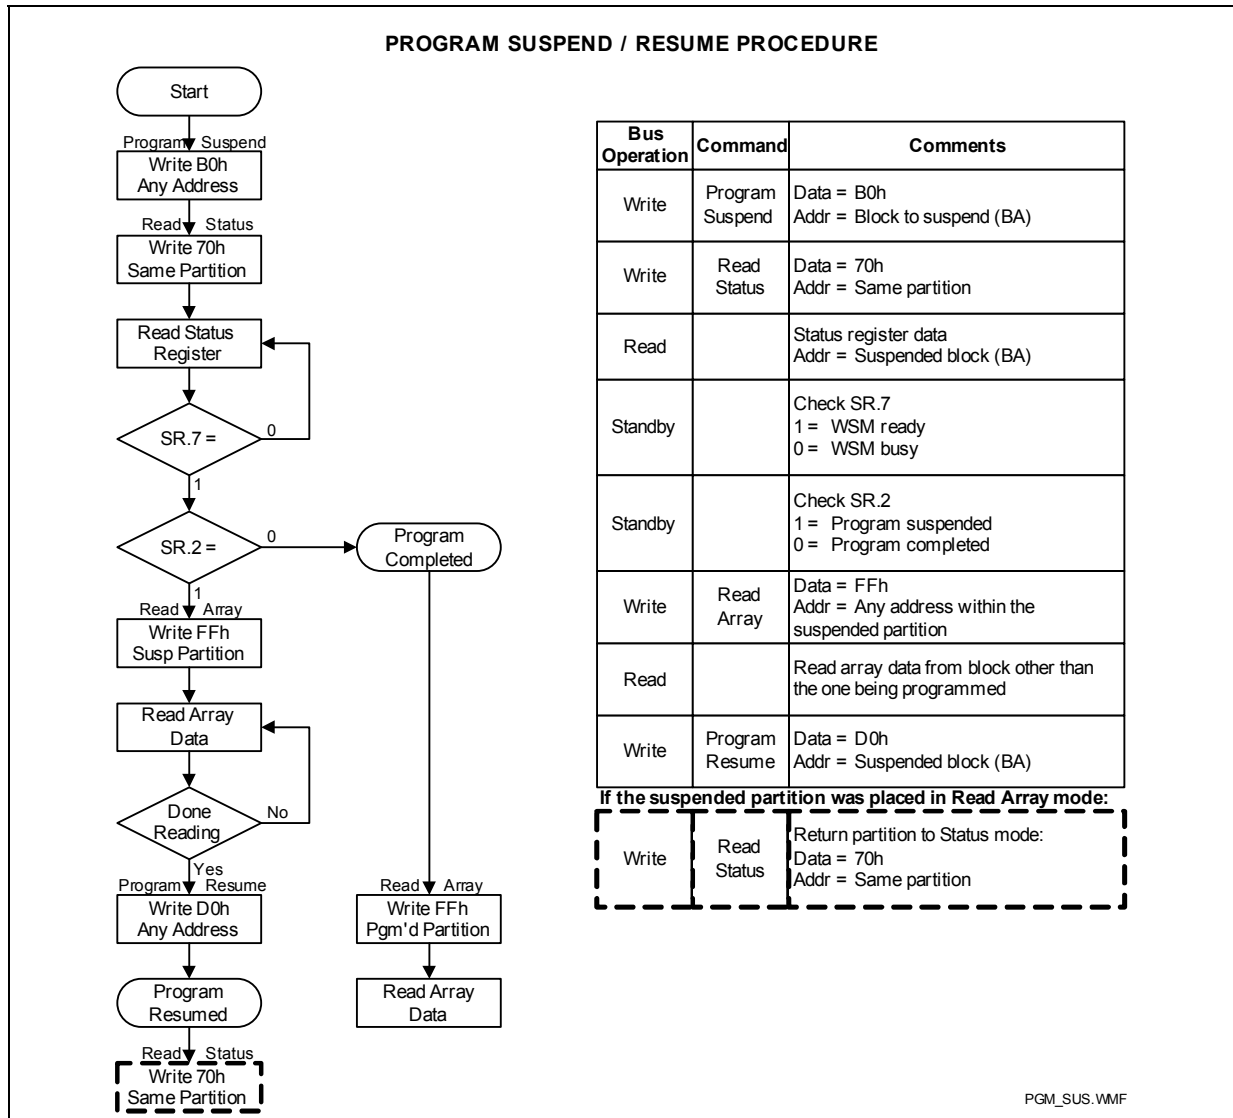 PROGRAM SUSPEND / RESUME PROCEDURE
Start
Program Suspend
Write B0h
Any Address
Read Status
Write 70h
Same Partition
Read Status
Register
SR.7 =
0
1
SR.2 =
0
1
Program
Completed
Read Array
Write FFh
Susp Partition
Read Array
Data
Done
Reading
No
Yes
Program Resume
Write D0h
Any Address
Program
Resumed
Read Status
Write 70h
Same Partition
Read Array
Write FFh
Pgm'd Partition
Read Array
Data
Bus
Operation
Command
Comments
Write
Program
Suspend
Data = B0h
Addr = Block to suspend (BA)
Write
Read
Status
Data = 70h
Addr = Same partition
Read
Status register data
Addr = Suspended block (BA)
Standby
Check SR.7
1 = WSM ready
0 = WSM busy
Standby
Check SR.2
1 = Program suspended
0 = Program completed
Write
Read
Array
Data = FFh
Addr = Any address within the
suspended partition
Read
Read array data from block other than
the one being programmed
Write
Program
Resume
Data = D0h
Addr = Suspended block (BA)
If the suspended partition was placed in Read Array mode:
Write
Read
Status
Return partition to Status mode:
Data = 70h
Addr = Same partition
PGM_SUS.WMF